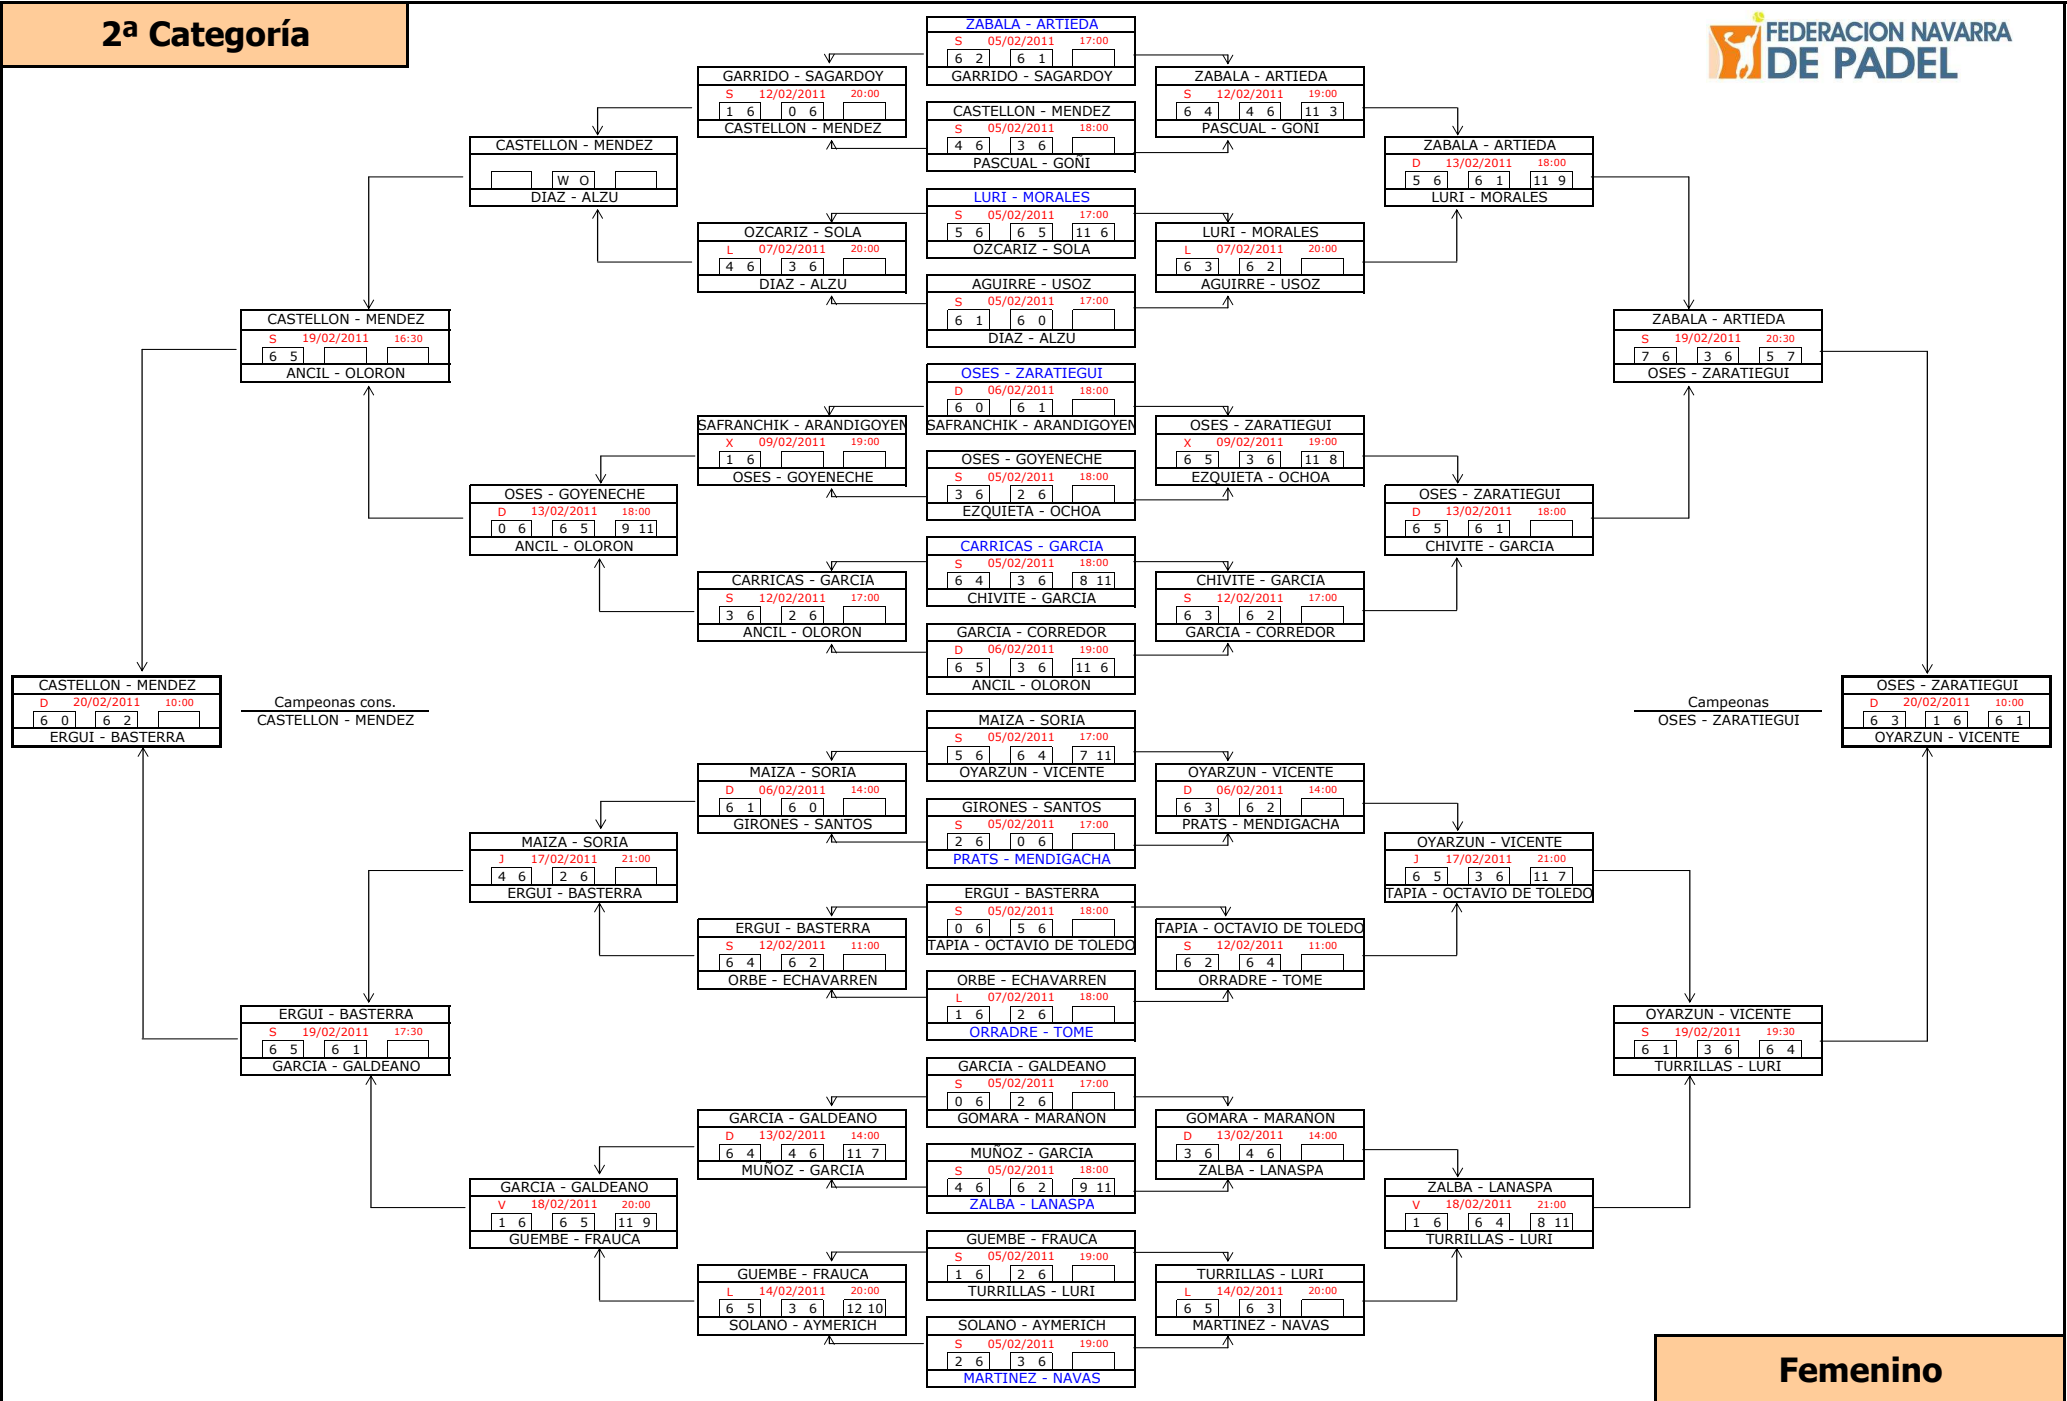 2ª Categoría
FEDERACION NAVARRA
DE PADEL
CASTELLON - MENDEZ
D 20/02/2011 10:00
6 0 6 2
ERGUI - BASTERRA
Campeonas cons.
CASTELLON - MENDEZ
CASTELLON - MENDEZ
S 19/02/2011 16:30
6 5
ANCIL - OLORON
ERGUI - BASTERRA
S 19/02/2011 17:30
6 5 6 1
GARCIA - GALDEANO
CASTELLON - MENDEZ
W O
DIAZ - ALZU
OSES - GOYENECHE
D 13/02/2011 18:00
0 6 6 5 9 11
ANCIL - OLORON
MAIZA - SORIA
J 17/02/2011 21:00
4 6 2 6
ERGUI - BASTERRA
GARCIA - GALDEANO
V 18/02/2011 20:00
1 6 6 5 11 9
GUEMBE - FRAUCA
GARRIDO - SAGARDOY
S 12/02/2011 20:00
1 6 0 6
CASTELLON - MENDEZ
OZCARIZ - SOLA
L 07/02/2011 20:00
4 6 3 6
DIAZ - ALZU
SAFRANCHIK - ARANDIGOYEN
X 09/02/2011 19:00
1 6
OSES - GOYENECHE
CARRICAS - GARCIA
S 12/02/2011 17:00
3 6 2 6
ANCIL - OLORON
MAIZA - SORIA
D 06/02/2011 14:00
6 1 6 0
GIRONES - SANTOS
ERGUI - BASTERRA
S 12/02/2011 11:00
6 4 6 2
ORBE - ECHAVARREN
GARCIA - GALDEANO
D 13/02/2011 14:00
6 4 4 6 11 7
MUÑOZ - GARCIA
GUEMBE - FRAUCA
L 14/02/2011 20:00
6 5 3 6 12 10
SOLANO - AYMERICH
ZABALA - ARTIEDA
S 05/02/2011 17:00
6 2 6 1
GARRIDO - SAGARDOY
CASTELLON - MENDEZ
S 05/02/2011 18:00
4 6 3 6
PASCUAL - GOÑI
LURI - MORALES
S 05/02/2011 17:00
5 6 6 5 11 6
OZCARIZ - SOLA
AGUIRRE - USOZ
S 05/02/2011 17:00
6 1 6 0
DIAZ - ALZU
OSES - ZARATIEGUI
D 06/02/2011 18:00
6 0 6 1
SAFRANCHIK - ARANDIGOYEN
OSES - GOYENECHE
S 05/02/2011 18:00
3 6 2 6
EZQUIETA - OCHOA
CARRICAS - GARCIA
S 05/02/2011 18:00
6 4 3 6 8 11
CHIVITE - GARCIA
GARCIA - CORREDOR
D 06/02/2011 19:00
6 5 3 6 11 6
ANCIL - OLORON
MAIZA - SORIA
S 05/02/2011 17:00
5 6 6 4 7 11
OYARZUN - VICENTE
GIRONES - SANTOS
S 05/02/2011 17:00
2 6 0 6
PRATS - MENDIGACHA
ERGUI - BASTERRA
S 05/02/2011 18:00
0 6 5 6
TAPIA - OCTAVIO DE TOLEDO
ORBE - ECHAVARREN
L 07/02/2011 18:00
1 6 2 6
ORRADRE - TOME
GARCIA - GALDEANO
S 05/02/2011 17:00
0 6 2 6
GOMARA - MARAÑON
MUÑOZ - GARCIA
S 05/02/2011 18:00
4 6 6 2 9 11
ZALBA - LANASPA
GUEMBE - FRAUCA
S 05/02/2011 19:00
1 6 2 6
TURRILLAS - LURI
SOLANO - AYMERICH
S 05/02/2011 19:00
2 6 3 6
MARTINEZ - NAVAS
ZABALA - ARTIEDA
S 12/02/2011 19:00
6 4 4 6 11 3
PASCUAL - GOÑI
LURI - MORALES
L 07/02/2011 20:00
6 3 6 2
AGUIRRE - USOZ
OSES - ZARATIEGUI
X 09/02/2011 19:00
6 5 3 6 11 8
EZQUIETA - OCHOA
CHIVITE - GARCIA
S 12/02/2011 17:00
6 3 6 2
GARCIA - CORREDOR
OYARZUN - VICENTE
D 06/02/2011 14:00
6 3 6 2
PRATS - MENDIGACHA
TAPIA - OCTAVIO DE TOLEDO
S 12/02/2011 11:00
6 2 6 4
ORRADRE - TOME
GOMARA - MARAÑON
D 13/02/2011 14:00
3 6 4 6
ZALBA - LANASPA
TURRILLAS - LURI
L 14/02/2011 20:00
6 5 6 3
MARTINEZ - NAVAS
ZABALA - ARTIEDA
D 13/02/2011 18:00
5 6 6 1 11 9
LURI - MORALES
OSES - ZARATIEGUI
D 13/02/2011 18:00
6 5 6 1
CHIVITE - GARCIA
OYARZUN - VICENTE
J 17/02/2011 21:00
6 5 3 6 11 7
TAPIA - OCTAVIO DE TOLEDO
ZALBA - LANASPA
V 18/02/2011 21:00
1 6 6 4 8 11
TURRILLAS - LURI
ZABALA - ARTIEDA
S 19/02/2011 20:30
7 6 3 6 5 7
OSES - ZARATIEGUI
OYARZUN - VICENTE
S 19/02/2011 19:30
6 1 3 6 6 4
TURRILLAS - LURI
Campeonas
OSES - ZARATIEGUI
OSES - ZARATIEGUI
D 20/02/2011 10:00
6 3 1 6 6 1
OYARZUN - VICENTE
Femenino